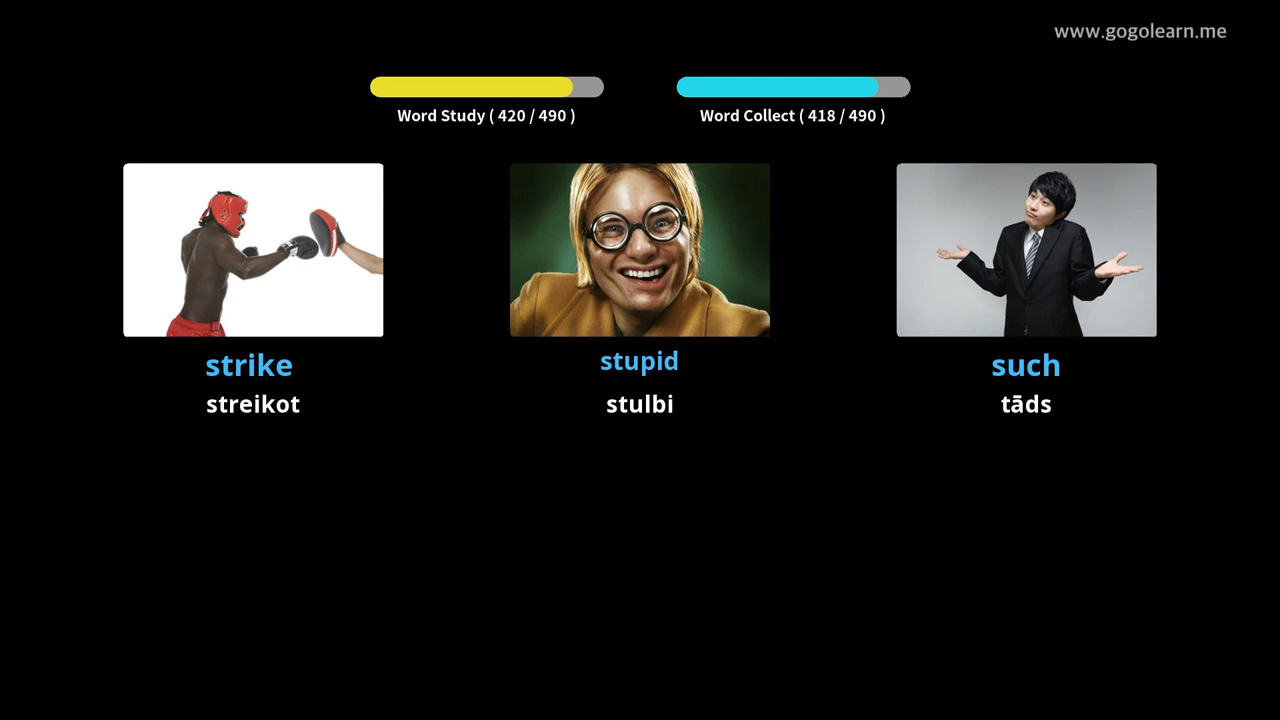 www.gogolearn.me
Word Study ( 420 / 490 )
Word Collect ( 418 / 490 )
strike
stupid
such
streikot
stulbi
tāds